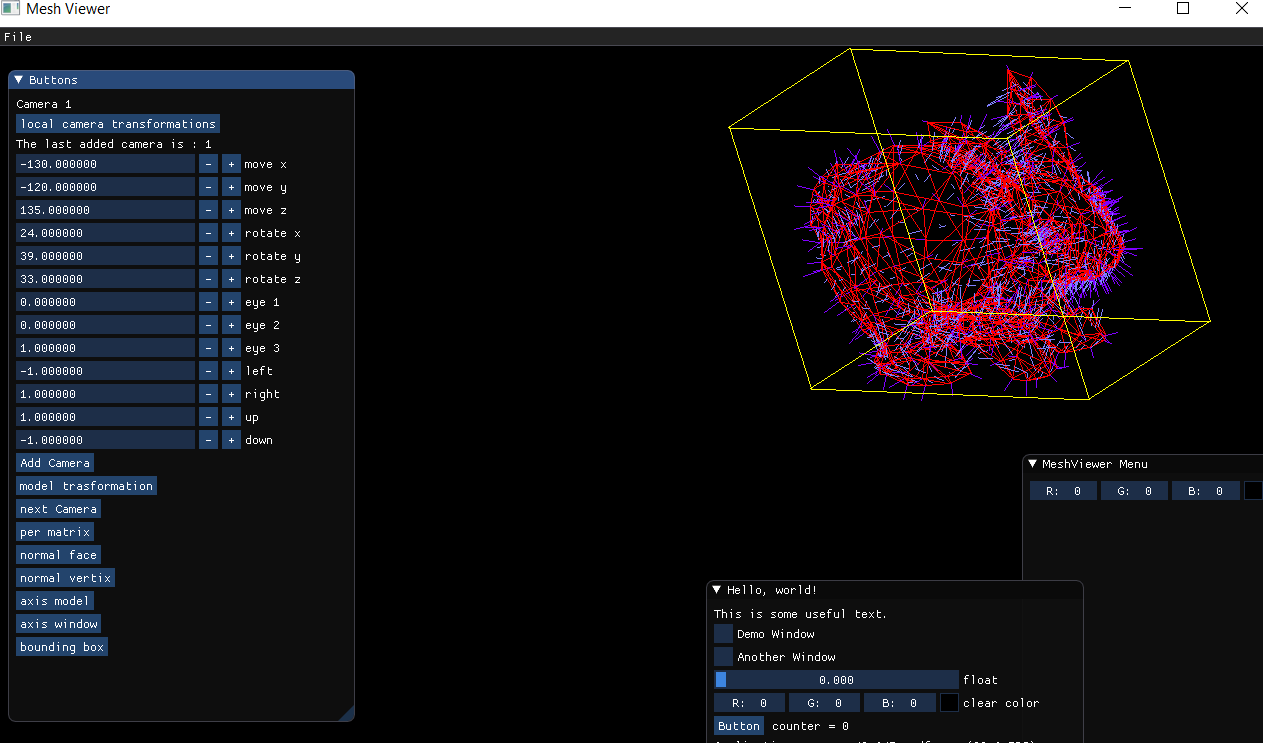 Mesh Viewer
File
Buttons
Camera 1
local camera transformations
The last added camera is : 1
-130.000000 - + move x
-120.000000 - + move y
135.000000 - + move z
24.000000 - + rotate x
39.000000 - + rotate y
33.000000 - + rotate z
0.000000 - + eye 1
0.000000 - + eye 2
1.000000 - + eye 3
-1.000000 - + left
1.000000 - + right
1.000000 - + up
-1.000000 - + down
Add Camera
model trasformation
next Camera
per matrix
normal face
normal vertix
axis model
axis window
bounding box
MeshViewer Menu
R: 0 G: 0 B: 0
Hello, world!
This is some useful text.
Demo Window
Another Window
0.000 float
R: 0 G: 0 B: 0 clear color
Button counter = 0